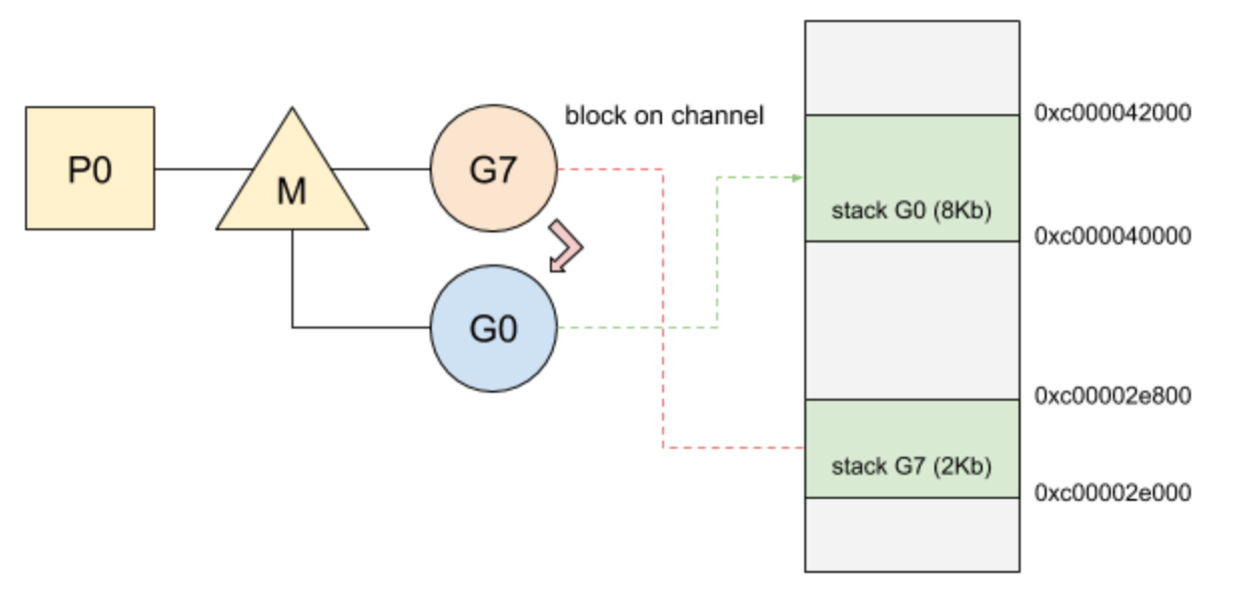 P0
M
G7
block on channel
G0
0xc000042000
stack G0 (8Kb)
0xc000040000
0xc00002e800
stack G7 (2Kb)
0xc00002e000